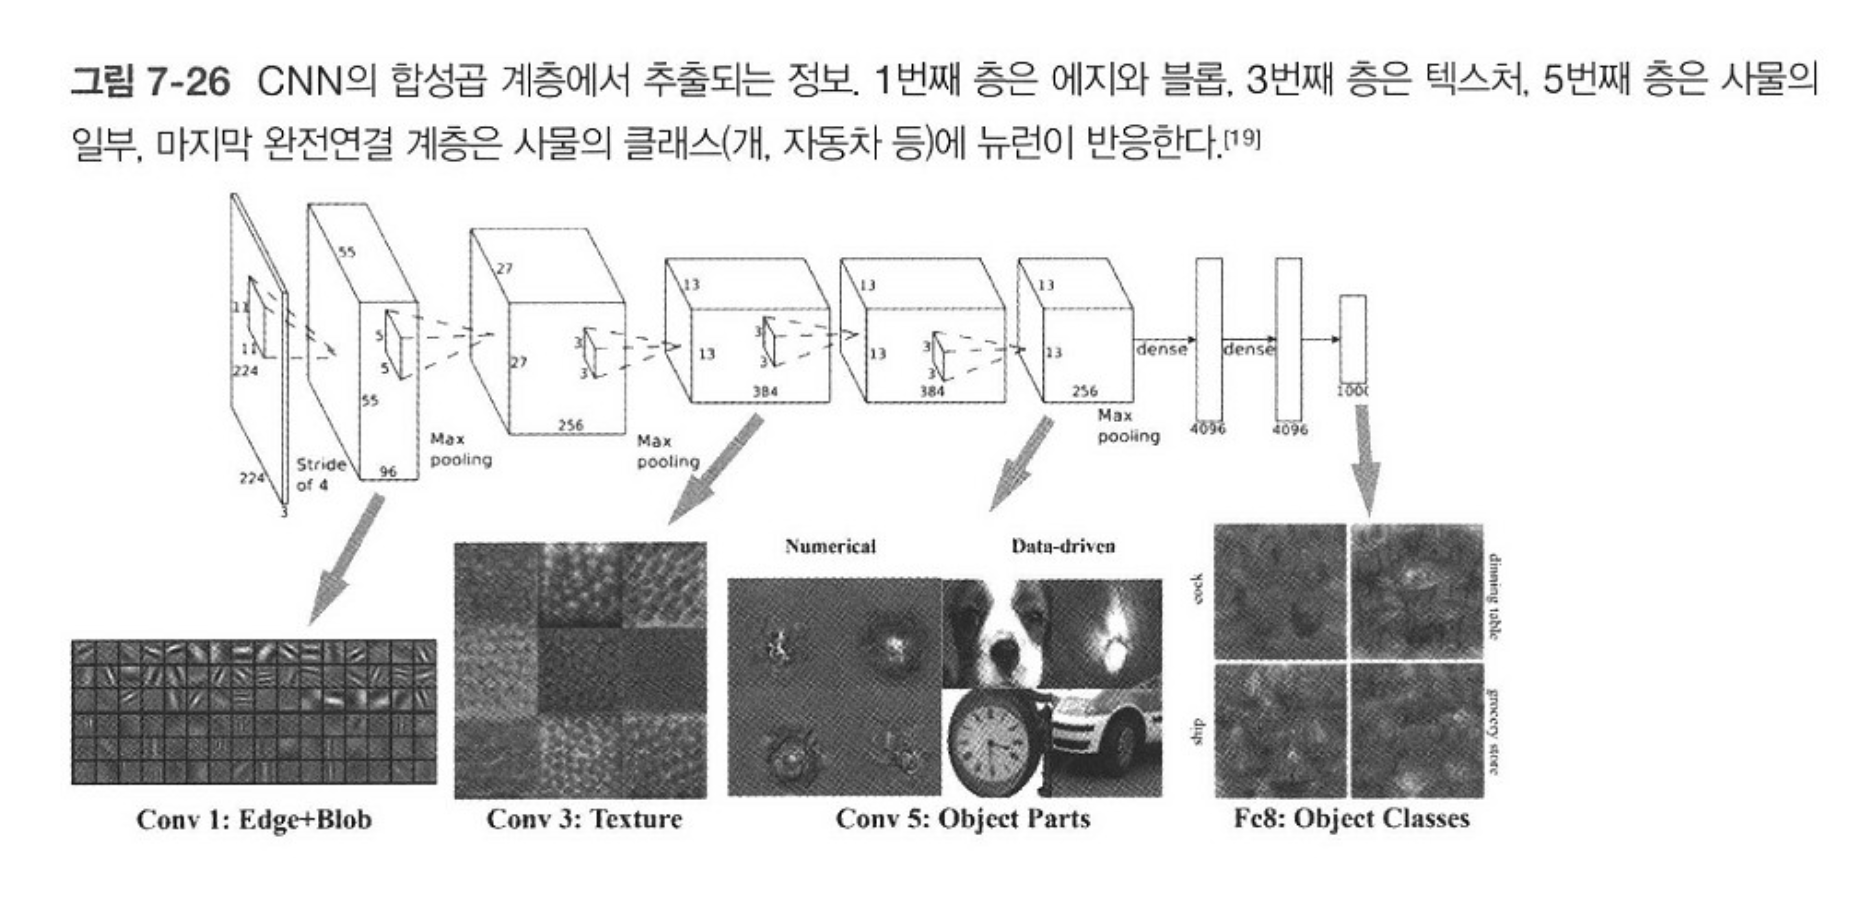 그림 7-26 CNN의 합성곱 계층에서 추출되는 정보. 1번째 층은 에지와 블롭, 3번째 층은 텍스처, 5번째 층은 사물의
일부, 마지막 완전연결 계층은 사물의 클래스(개, 자동차 등)에 뉴런이 반응한다.[19]
11
11
224
224
3
Stride
of 4
55
55
96
5
5
Max
pooling
27
27
256
3
3
Max
pooling
13
13
384
3
3
13
13
384
3
3
13
13
256
Max
pooling
dense
4096
dense
4096
1000
Numerical
Data-driven
cock
ship
dinning table
grocery store
Conv 1: Edge+Blob
Conv 3: Texture
Conv 5: Object Parts
Fc8: Object Classes